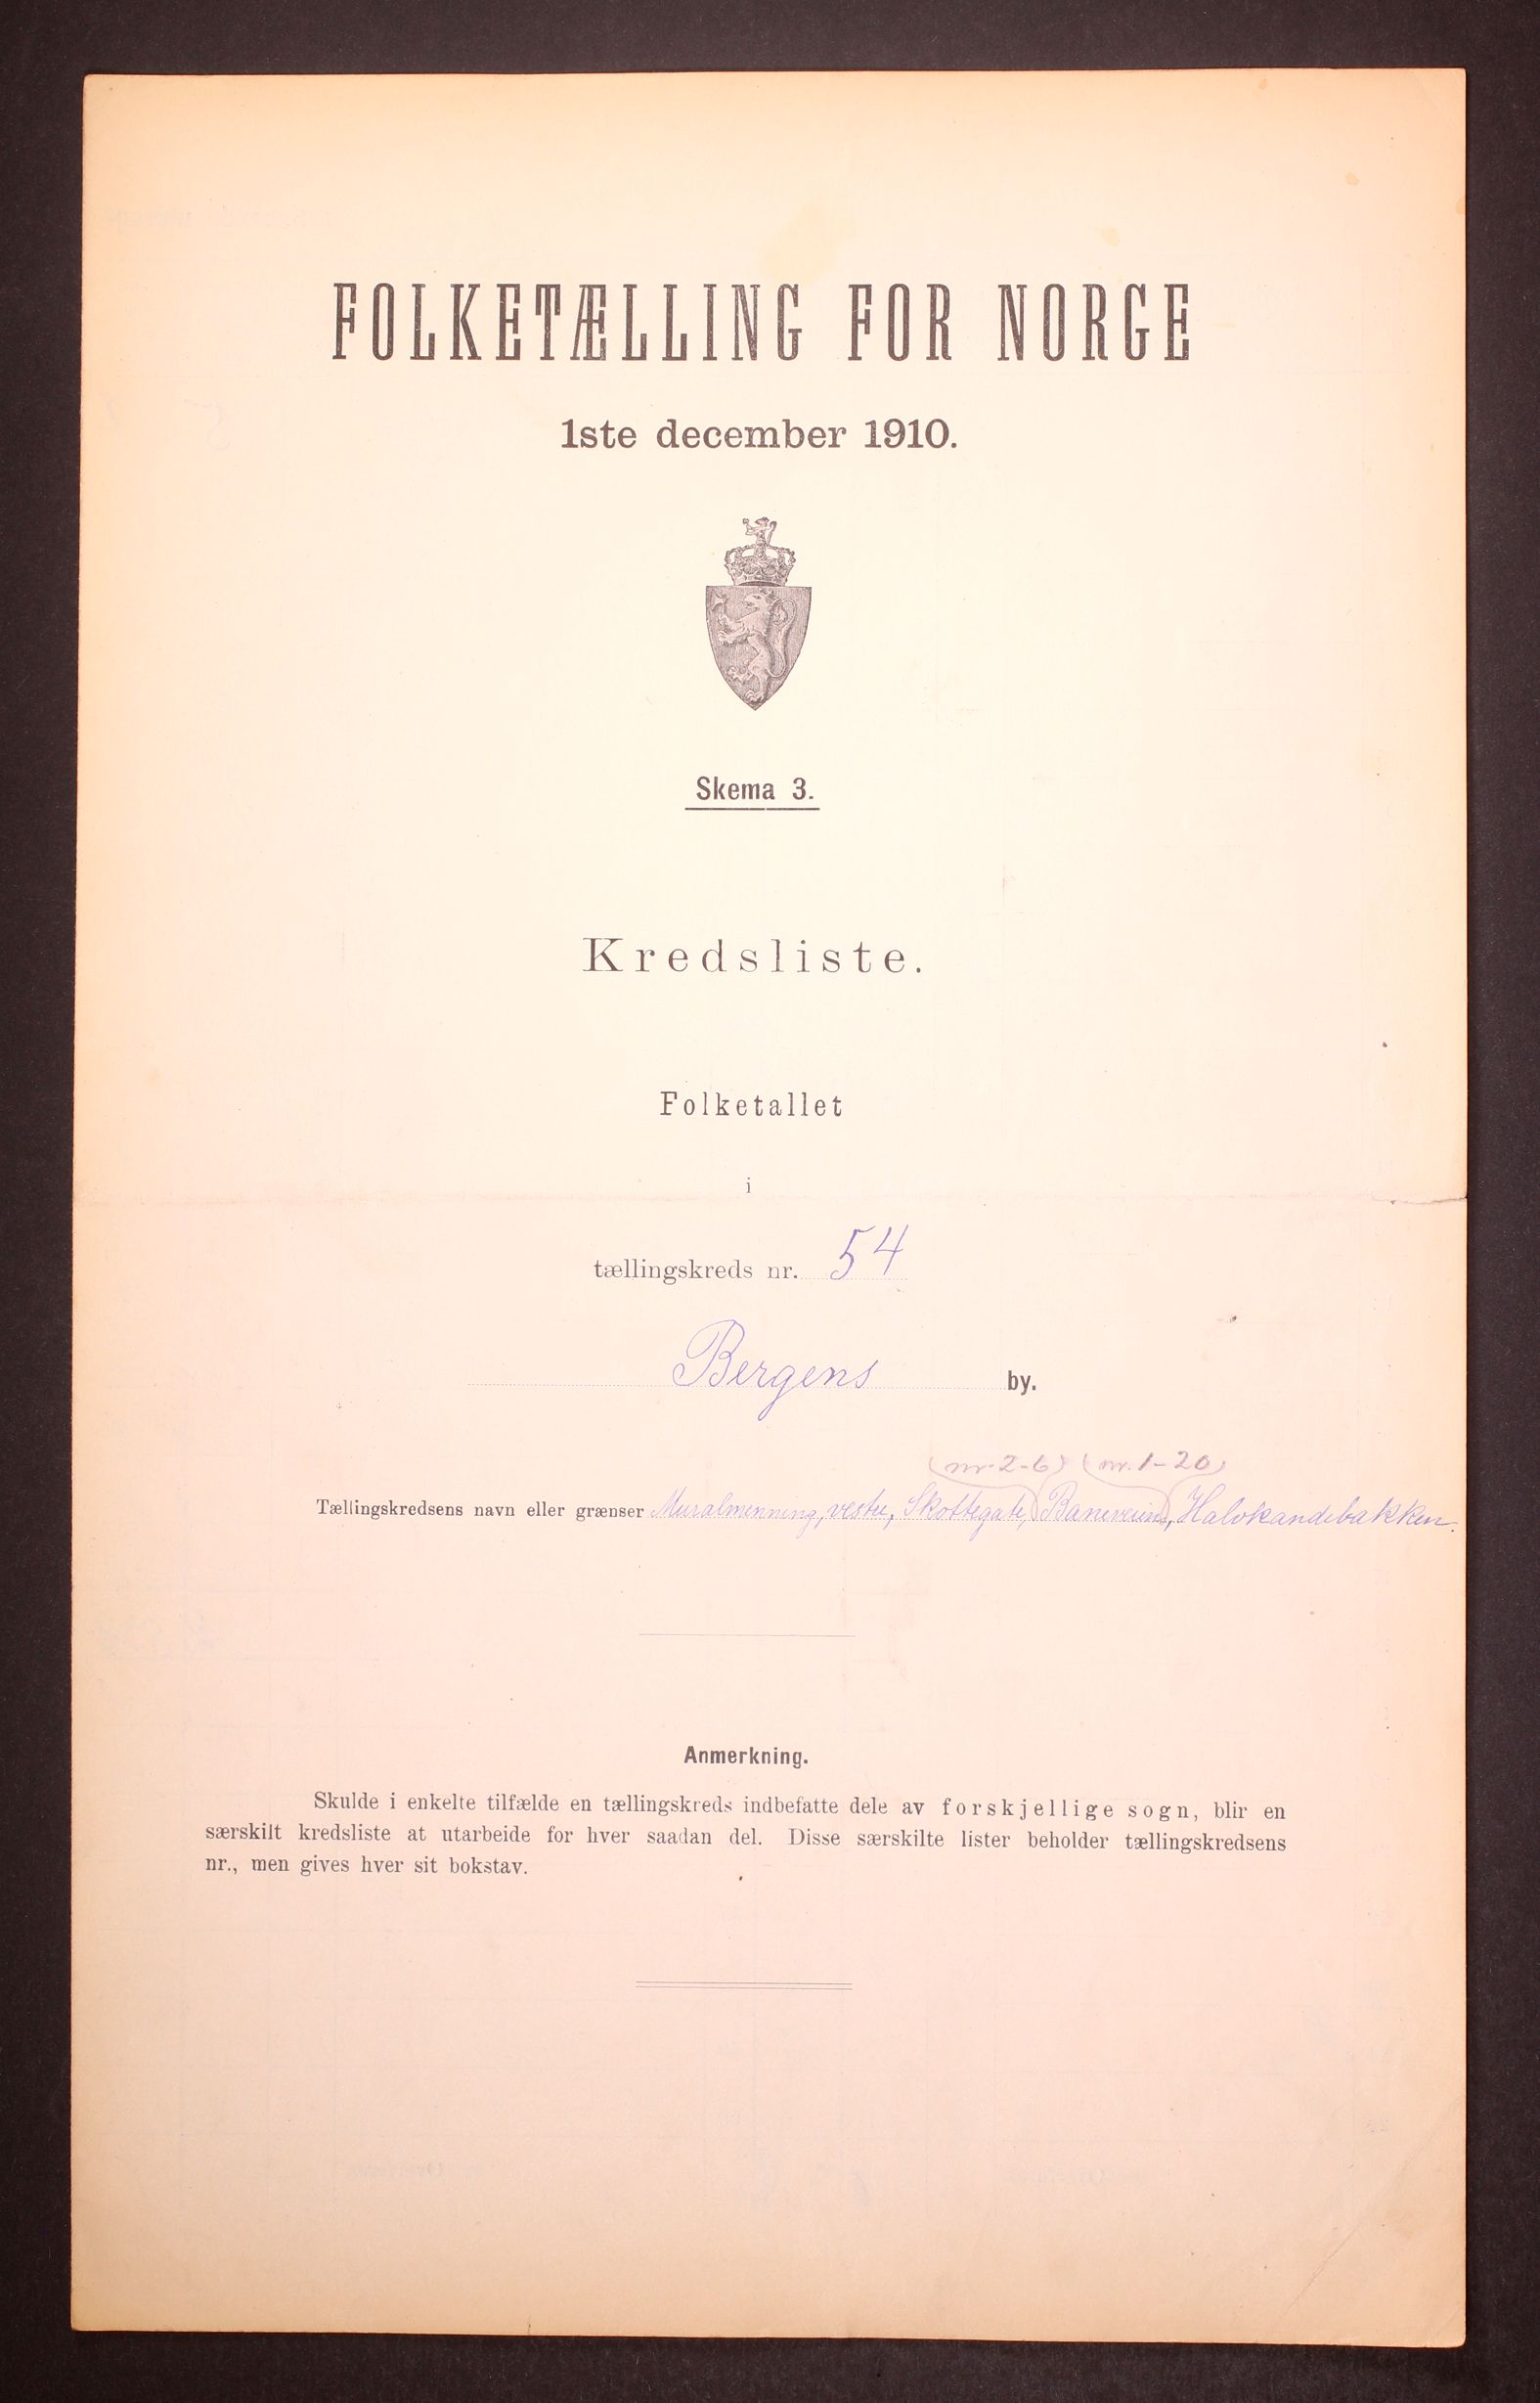 FOLKETÆLLING FOR NORGE
1ste december 1910.
Skema 3.
Kredsliste.
Folketallet
i
tællingskreds nr. 54
Bergens by.
(nr. 2-6) (nr. 1-20)
Tællingskredsens navn eller grænser Muralmenning, vestre, Skottegate, Baneveien, Halvkandebakken.
Anmerkning.
Skulde i enkelte tilfælde en tællingskreds indbefatte dele av forskjellige sogn, blir en
særskilt kredsliste at utarbeide for hver saadan del. Disse særskilte lister beholder tællingskredsens
nr., men gives hver sit bokstav.